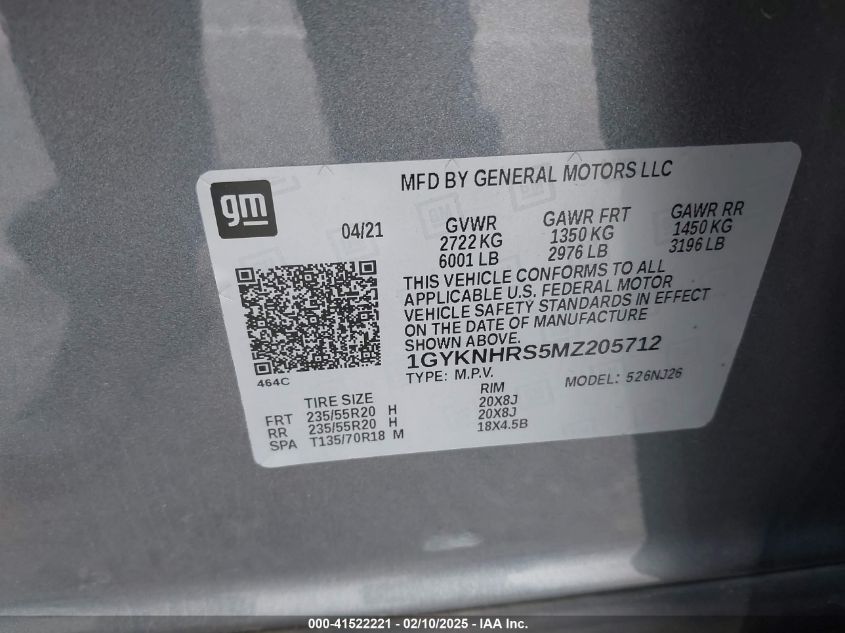 gm
MFD BY GENERAL MOTORS LLC
04/21
GVWR GAWR FRT GAWR RR
2722 KG 1350 KG 1450 KG
6001 LB 2976 LB 3196 LB
THIS VEHICLE CONFORMS TO ALL
APPLICABLE U.S. FEDERAL MOTOR
VEHICLE SAFETY STANDARDS IN EFFECT
ON THE DATE OF MANUFACTURE
SHOWN ABOVE.
1GYKNHRS5MZ205712
464C
TYPE: M.P.V. MODEL: 526NJ26
TIRE SIZE RIM
FRT 235/55R20 H 20X8J
RR 235/55R20 H 20X8J
SPA T135/70R18 M 18X4.5B
000-41522221 - 02/10/2025 - IAA Inc.